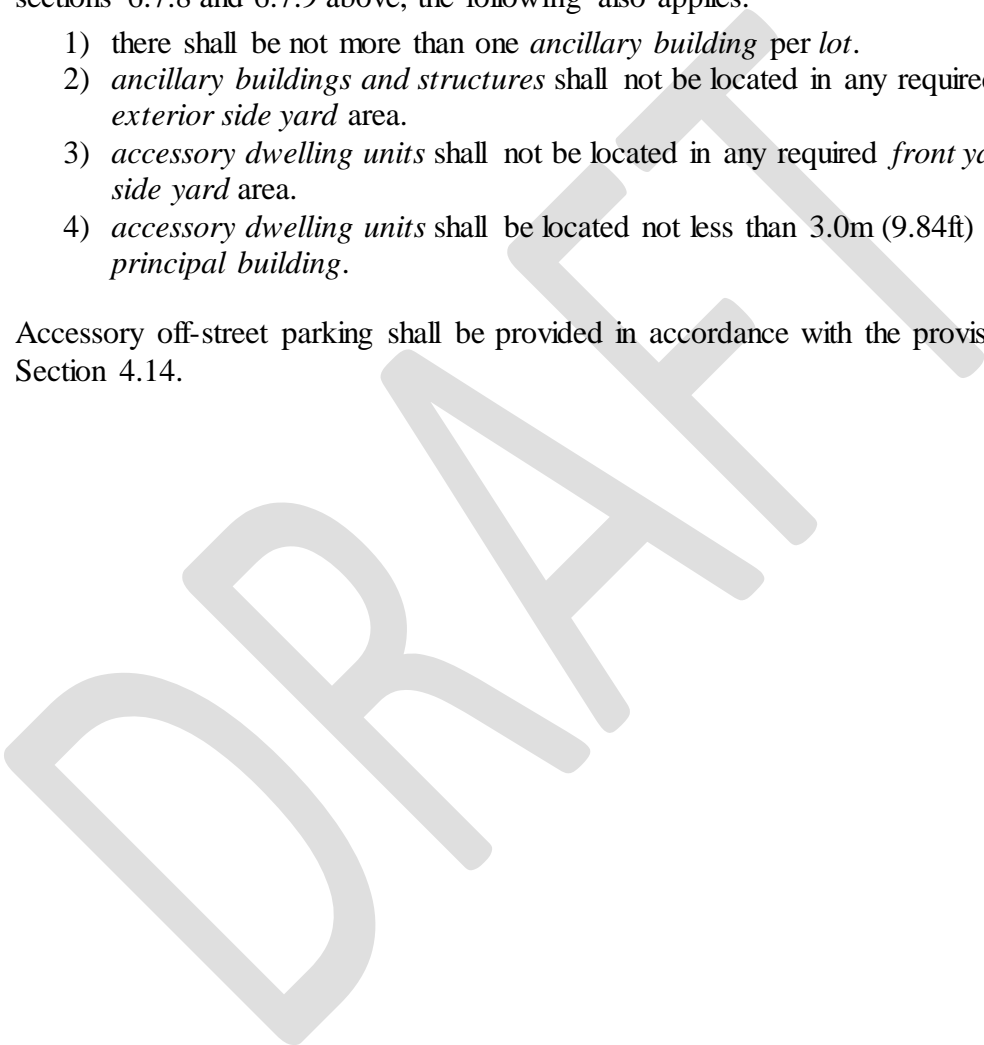 sections 6.7.8 and 6.7.9 above, the following also applies:
1) there shall be not more than one ancillary building per lot.
2) ancillary buildings and structures shall not be located in any required
exterior side yard area.
3) accessory dwelling units shall not be located in any required front
side yard area.
4) accessory dwelling units shall be located not less than 3.0m (9.84ft)
principal building.
Accessory off-street parking shall be provided in accordance with the
Section 4.14.
DRAFT